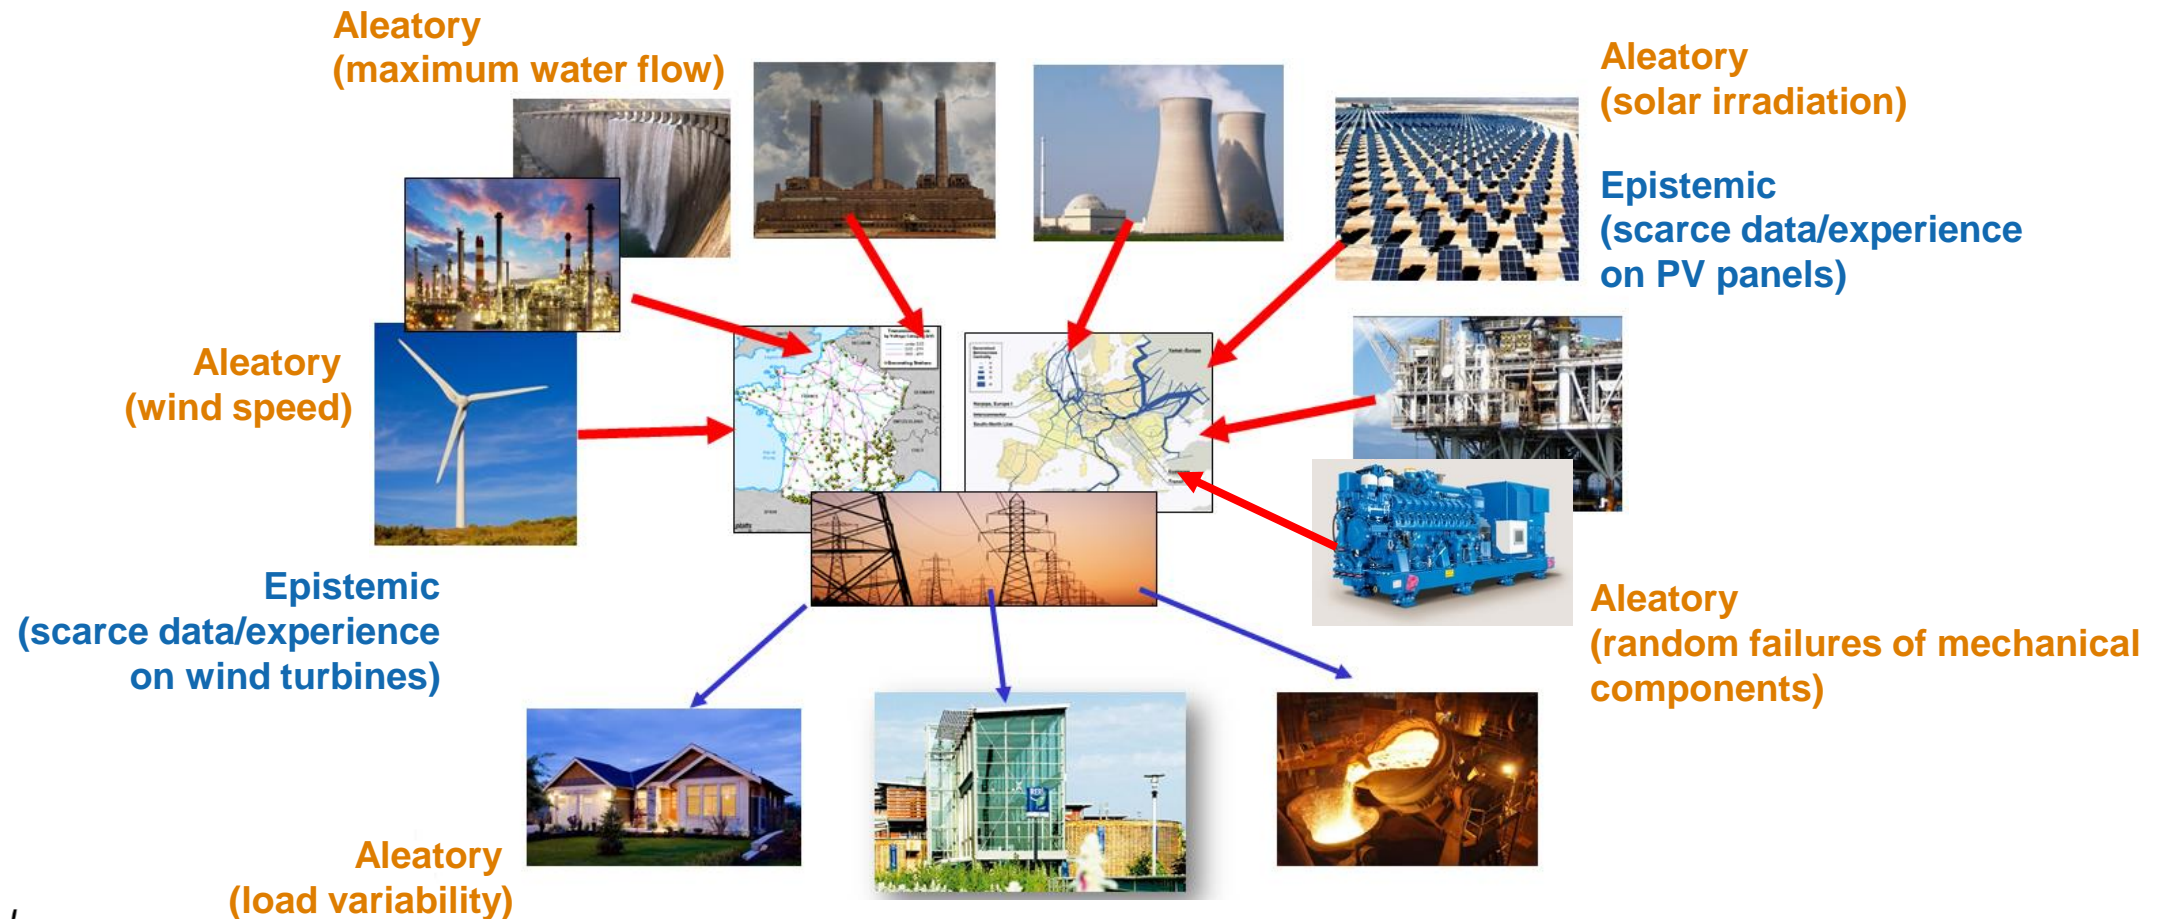 Aleatory
(maximum water flow)
Aleatory
(solar irradiation)
Epistemic
(scarce data/experience
on PV panels)
Aleatory
(wind speed)
Epistemic
(scarce data/experience
on wind turbines)
Aleatory
(random failures of mechanical
components)
Aleatory
(load variability)